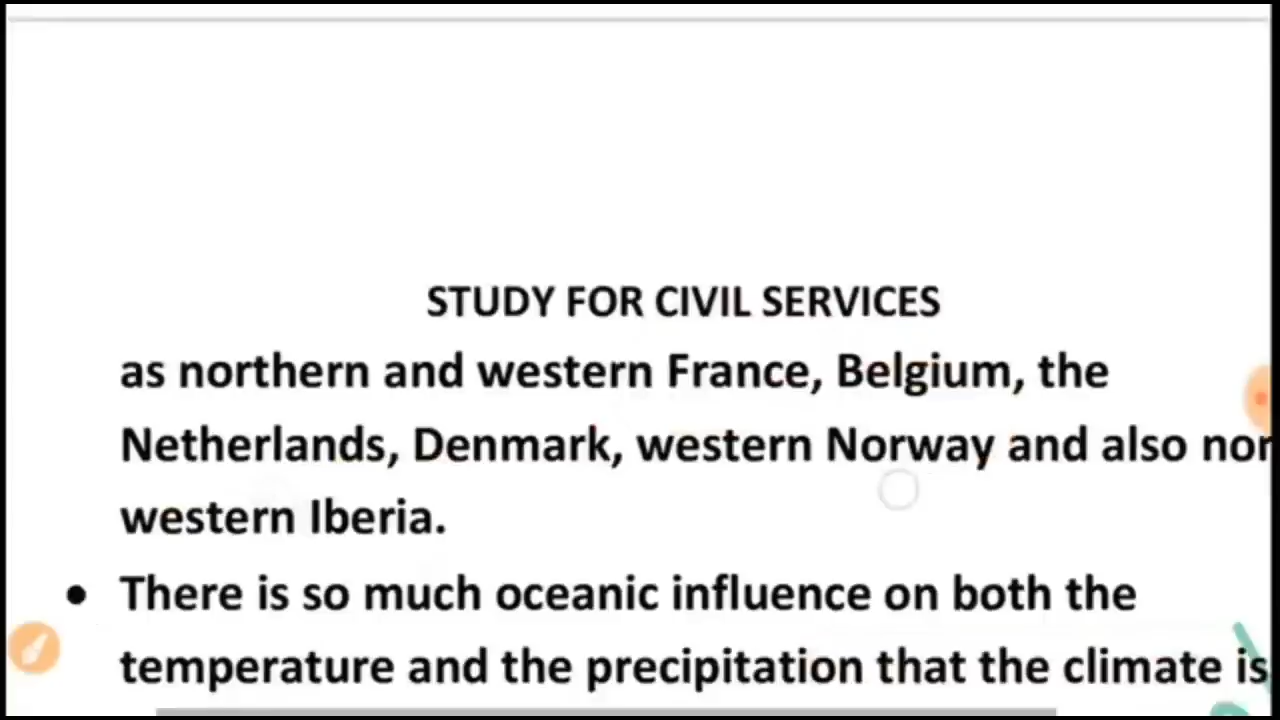 STUDY FOR CIVIL SERVICES
as northern and western France, Belgium, the
Netherlands, Denmark, western Norway and also nor
western Iberia.
• There is so much oceanic influence on both the
temperature and the precipitation that the climate is